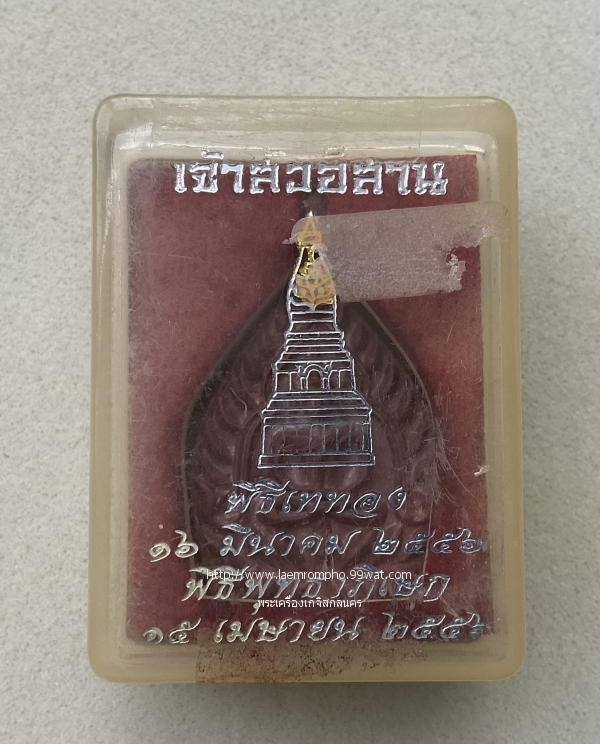 เจ้าสัวอีสาน
พิธีเททอง
๑๖ มีนาคม ๒๕๕๖
http://www.laemrompho.99wat.com
พิธีพุทธาภิเษก
พระเครื่องเกจิสกลนคร
๑๕ เมษายน ๒๕๕๖